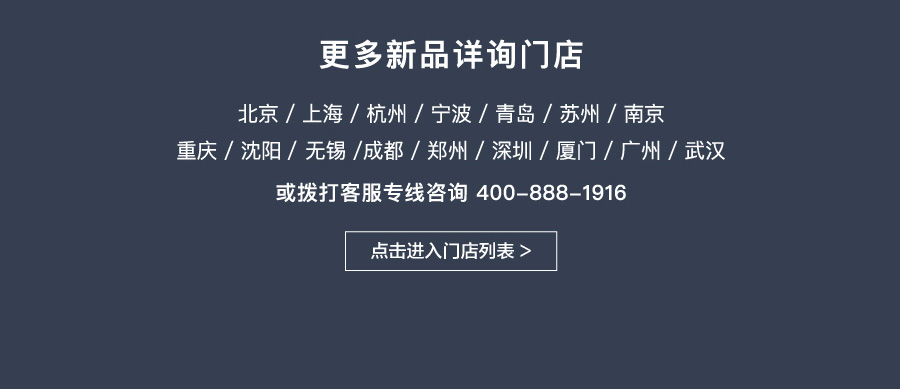 更多新品详询门店
北京 / 上海 / 杭州 / 宁波 / 青岛 / 苏州 / 南京
重庆 / 沈阳 / 无锡 /成都 / 郑州 / 深圳 / 厦门 / 广州 / 武汉
或拨打客服专线咨询 400-888-1916
点击进入门店列表 >